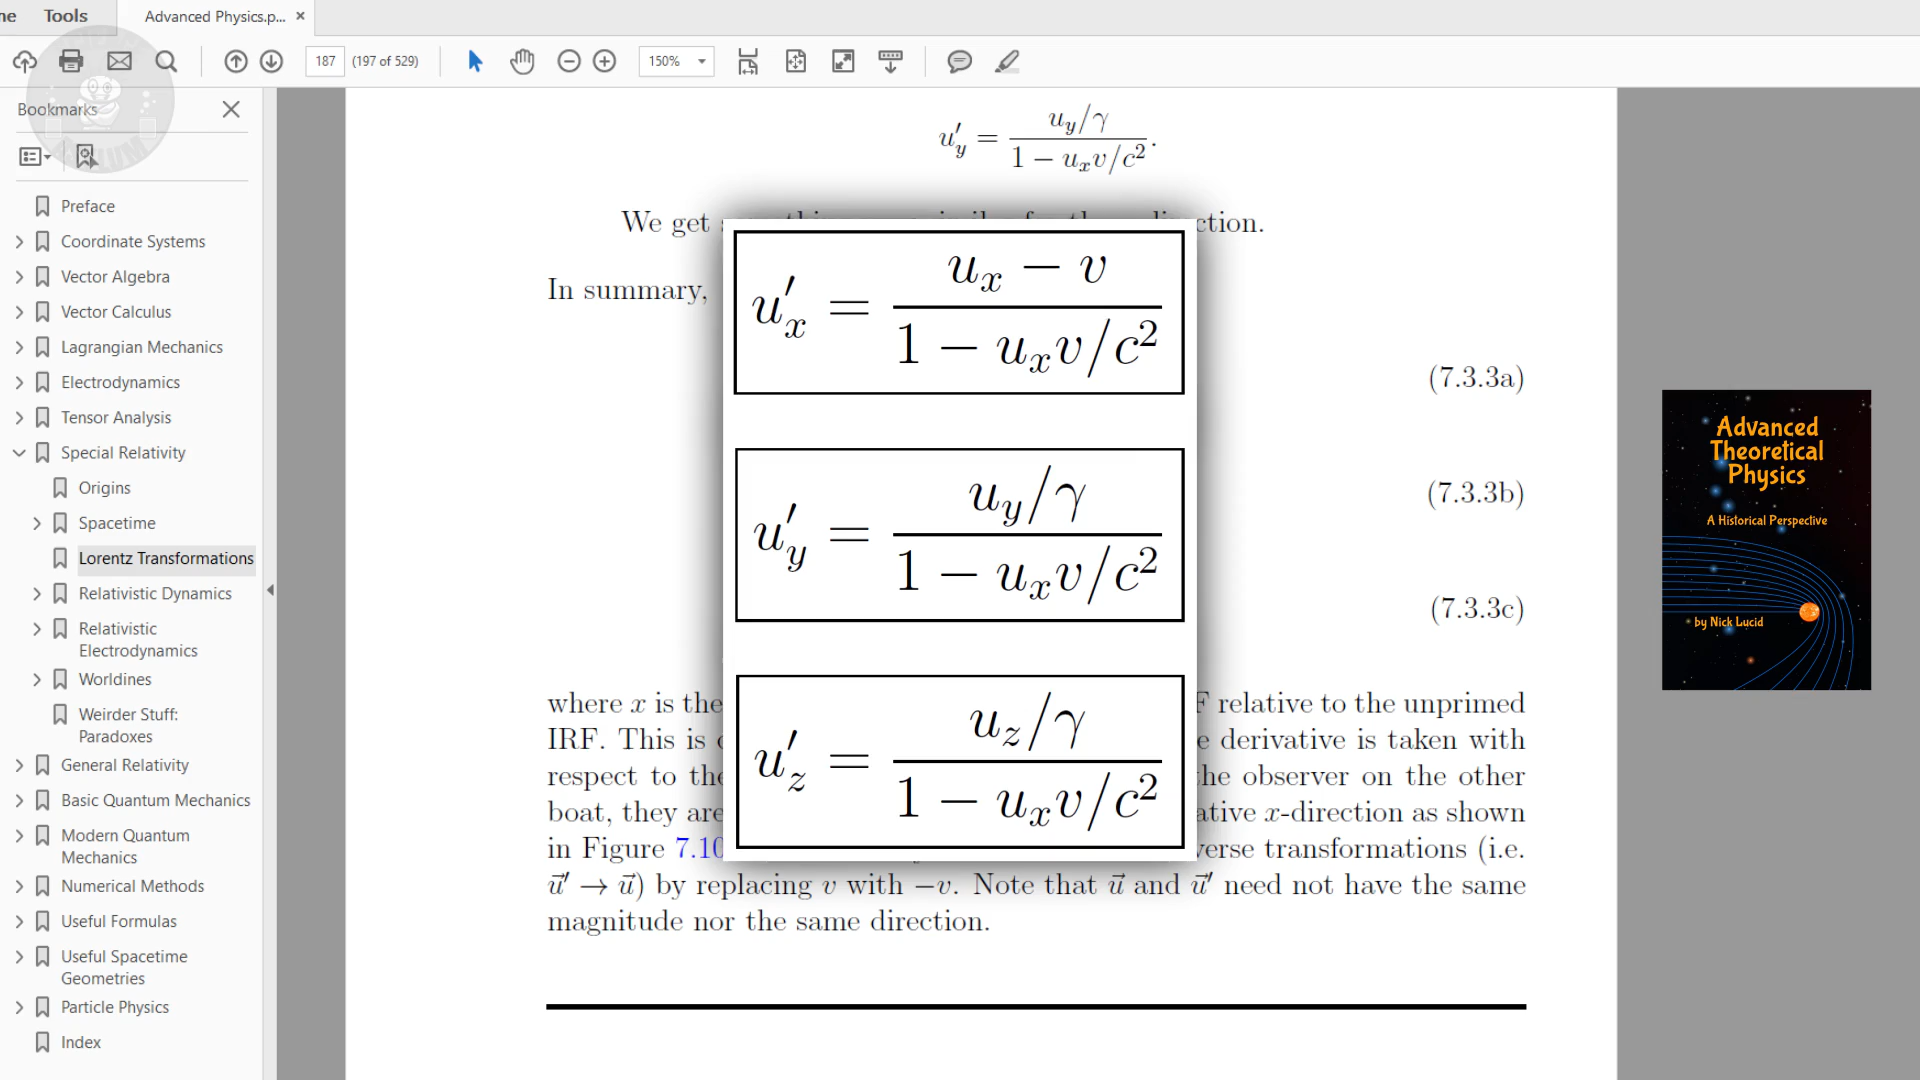 ne Tools Advanced Physics.p... ×
187 (197 of 529) 150%
Bookmarks
Preface
Coordinate Systems
Vector Algebra
Vector Calculus
Lagrangian Mechanics
Electrodynamics
Tensor Analysis
Special Relativity
Origins
Spacetime
Lorentz Transformations
Relativistic Dynamics
Relativistic
Electrodynamics
Worldines
Weirder Stuff:
Paradoxes
General Relativity
Basic Quantum Mechanics
Modern Quantum
Mechanics
Numerical Methods
Useful Formulas
Useful Spacetime
Geometries
Particle Physics
Index
u′_y = (u_y/γ)/(1 − u_x v/c²).
We get
ction.
In summary,
u′_x = (u_x − v)/(1 − u_x v/c²)
(7.3.3a)
u′_y = (u_y/γ)/(1 − u_x v/c²)
(7.3.3b)
u′_z = (u_z/γ)/(1 − u_x v/c²)
(7.3.3c)
where x is the F relative to the unprimed
IRF. This is e derivative is taken with
respect to the the observer on the other
boat, they are ative x-direction as shown
in Figure 7.10 verse transformations (i.e.
u⃗′ → u⃗) by replacing v with −v. Note that u⃗ and u⃗′ need not have the same
magnitude nor the same direction.
Advanced
Theoretical
Physics
A Historical Perspective
by Nick Lucid